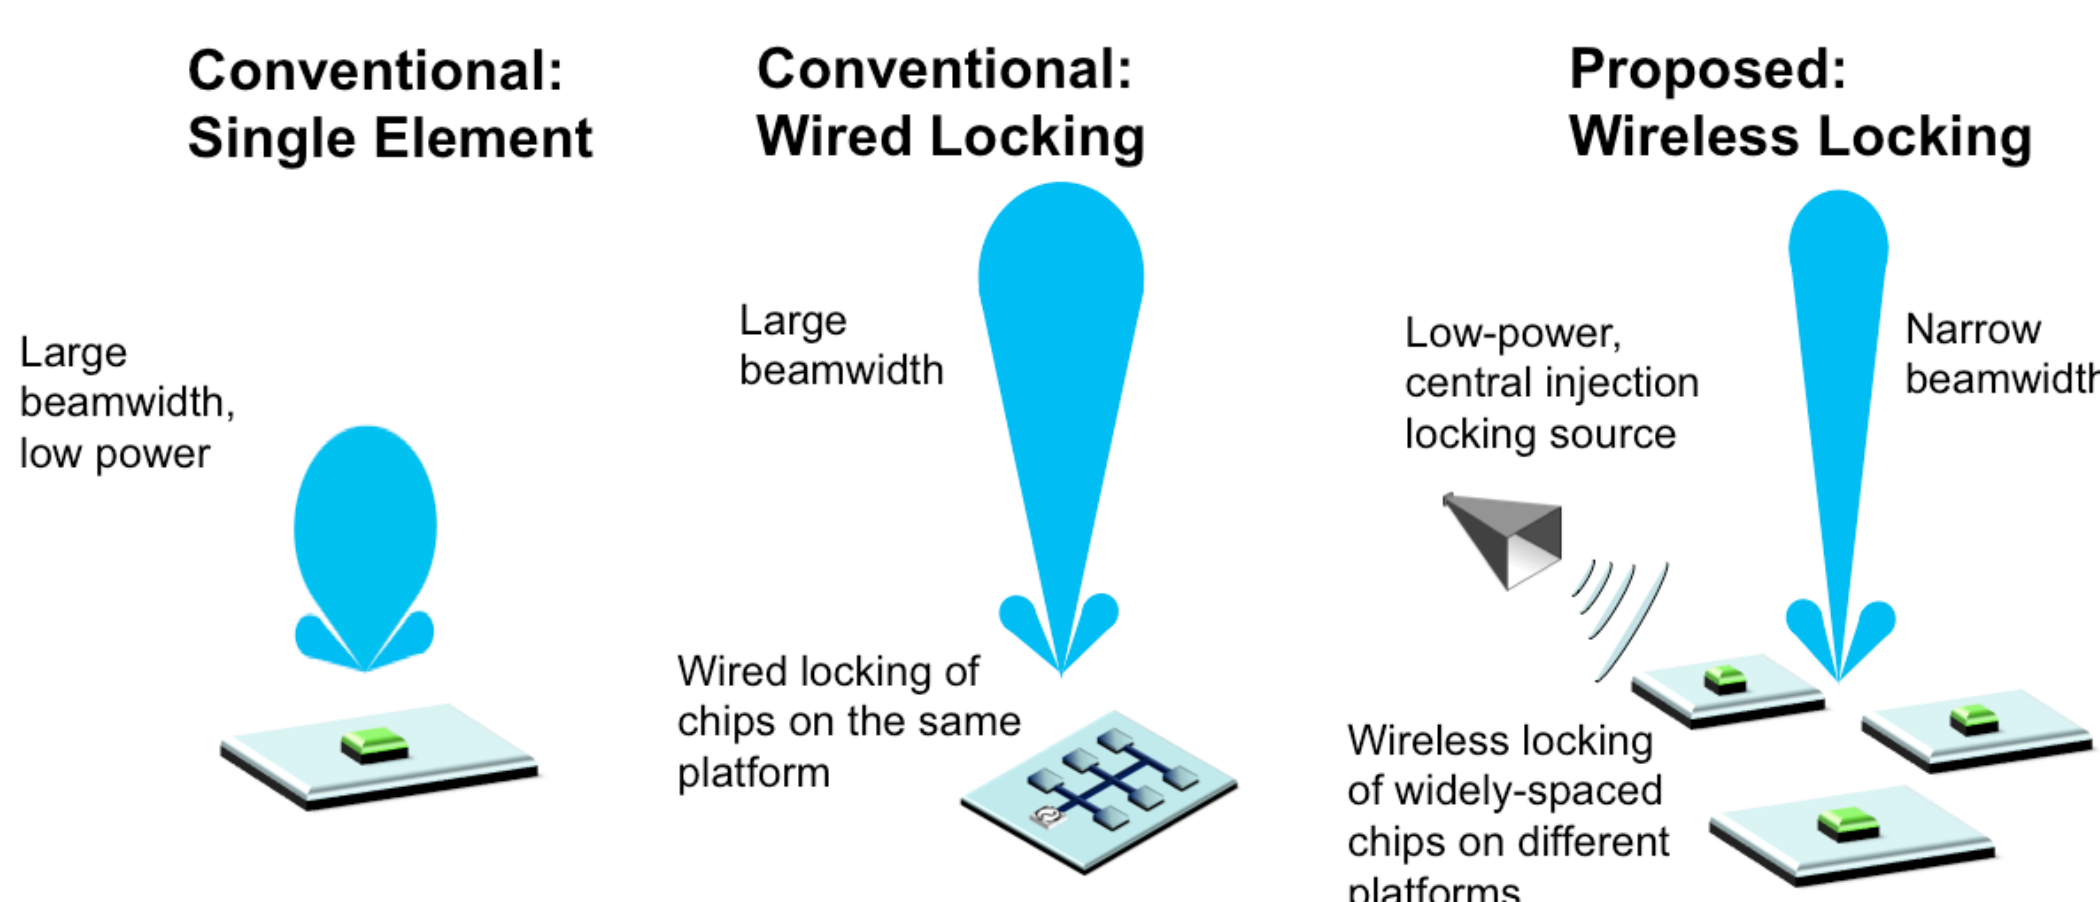 Conventional:
Single Element
Large
beamwidth,
low power
Conventional:
Wired Locking
Large
beamwidth
Wired locking of
chips on the same
platform
Proposed:
Wireless Locking
Low-power,
central injection
locking source
Narrow
beamwidth
Wireless locking
of widely-spaced
chips on different
platforms